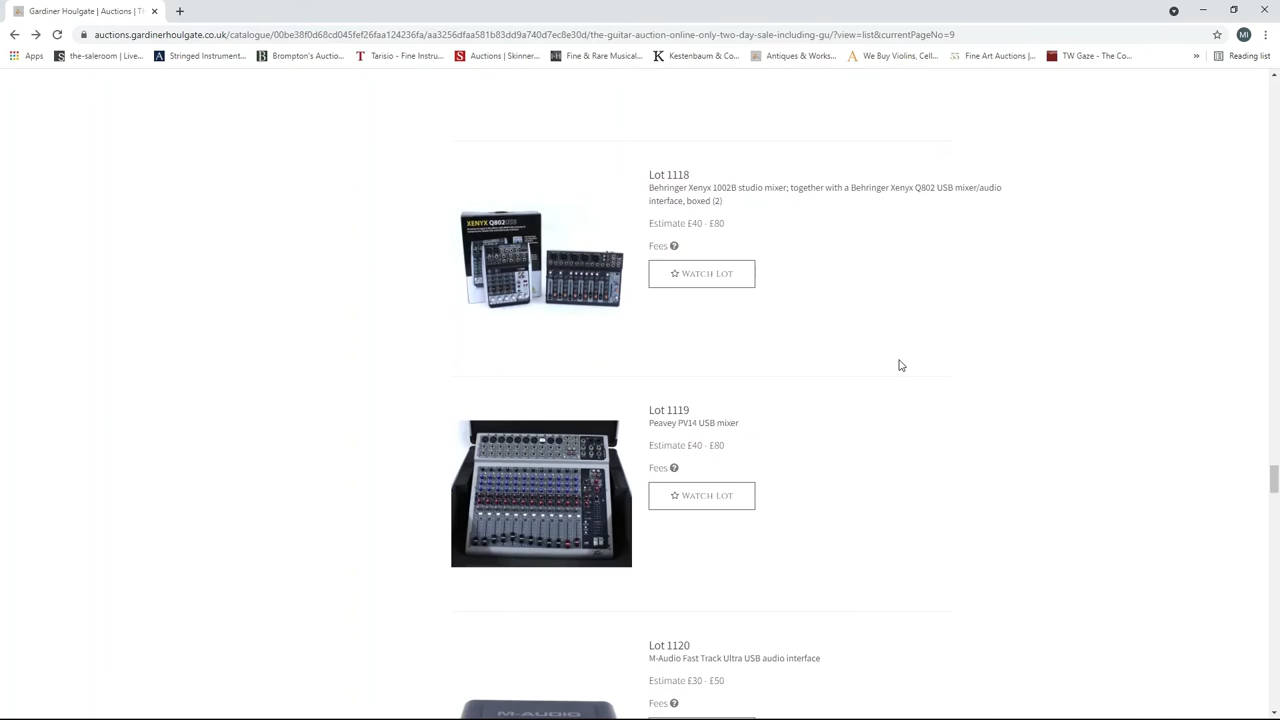 Gardiner Houlgate | Auctions | Th
auctions.gardinerhoulgate.co.uk/catalogue/00be38f0d68cd045fef26faa124236fa/aa3256dfaa581b83dd9a740d7ec8e30d/the-guitar-auction-online-only-two-day-sale-including-gu/?view=list&currentPageNo=9
MI
Apps
the-saleroom | Live...
Stringed Instrument...
Brompton's Auctio...
Tarisio - Fine Instru...
Auctions | Skinner...
Fine & Rare Musical...
Kestenbaum & Co...
Antiques & Works...
We Buy Violins, Cell...
Fine Art Auctions |...
TW Gaze - The Co...
»
Reading list
Lot 1118
Behringer Xenyx 1002B studio mixer; together with a Behringer Xenyx Q802 USB mixer/audio
interface, boxed (2)
Estimate £40 - £80
Fees
WATCH LOT
XENYX Q802USB
Lot 1119
Peavey PV14 USB mixer
Estimate £40 - £80
Fees
WATCH LOT
Lot 1120
M-Audio Fast Track Ultra USB audio interface
Estimate £30 - £50
Fees
M-AUDIO